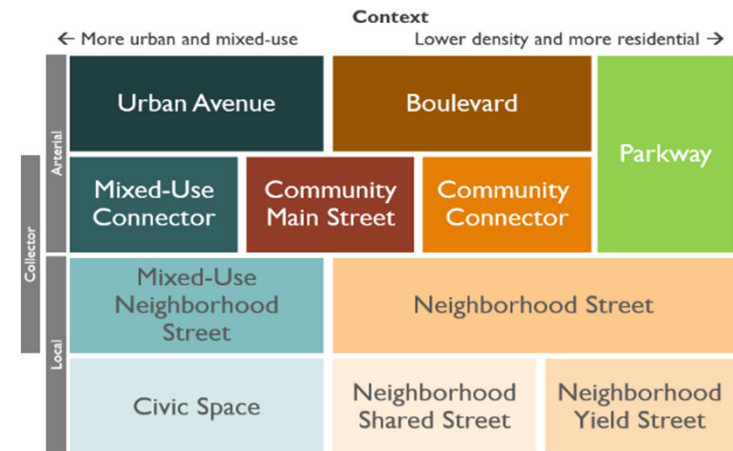 Context
← More urban and mixed-use
Lower density and more residential →
Arterial
Collector
Local
Urban Avenue
Boulevard
Parkway
Mixed-Use
Connector
Community
Main Street
Community
Connector
Mixed-Use
Neighborhood
Street
Neighborhood Street
Civic Space
Neighborhood
Shared Street
Neighborhood
Yield Street